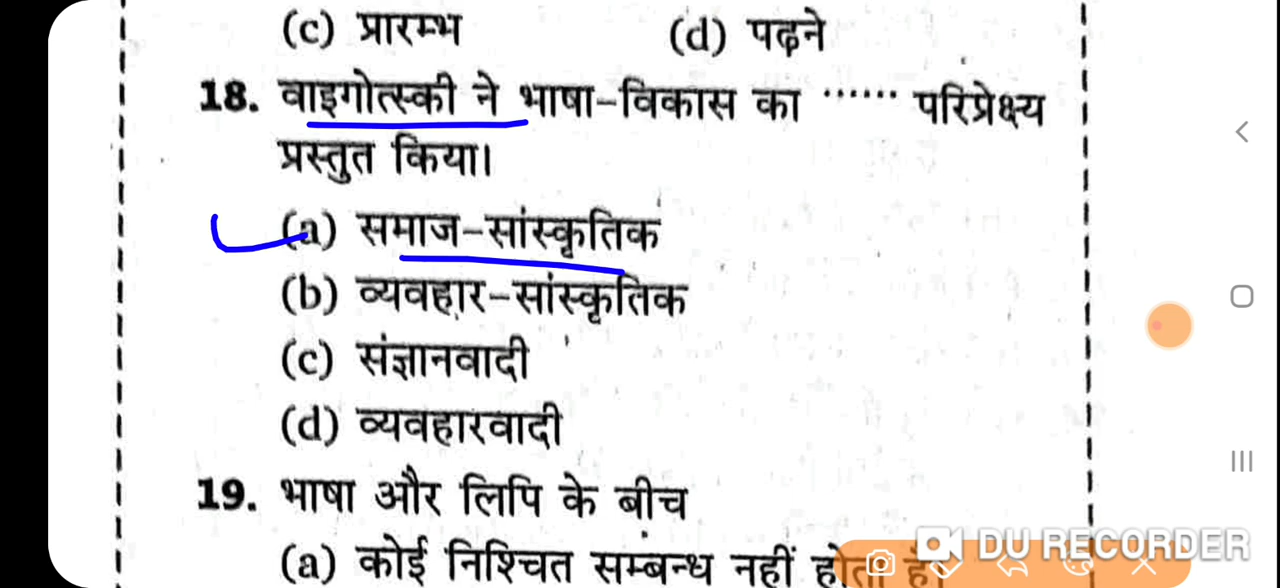 (c) प्रारम्भ (d) पढ़ने
18. वाइगोत्स्की ने भाषा-विकास का ...... परिप्रेक्ष्य
प्रस्तुत किया।
(a) समाज-सांस्कृतिक
(b) व्यवहार-सांस्कृतिक
(c) संज्ञानवादी
(d) व्यवहारवादी
19. भाषा और लिपि के बीच
(a) कोई निश्चित सम्बन्ध नहीं होता है।
DU RECORDER